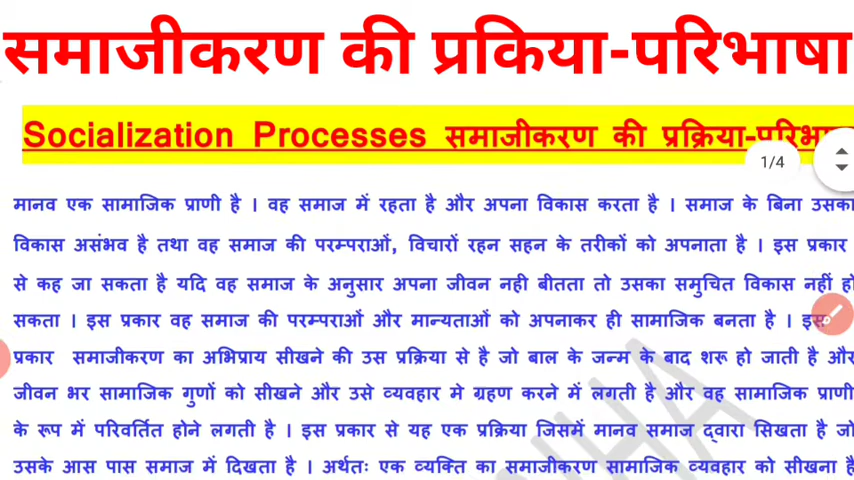 समाजीकरण की प्रकिया-परिभाषा
Socialization Processes समाजीकरण की प्रक्रिया-परिभाषा
1/4
मानव एक सामाजिक प्राणी है । वह समाज में रहता है और अपना विकास करता है । समाज के बिना उसका
विकास असंभव है तथा वह समाज की परम्पराओं, विचारों रहन सहन के तरीकों को अपनाता है । इस प्रकार
से कह जा सकता है यदि वह समाज के अनुसार अपना जीवन नही बीतता तो उसका समुचित विकास नहीं हो
सकता । इस प्रकार वह समाज की परम्पराओं और मान्यताओं को अपनाकर ही सामाजिक बनता है । इस
प्रकार समाजीकरण का अभिप्राय सीखने की उस प्रक्रिया से है जो बाल के जन्म के बाद शरू हो जाती है और
जीवन भर सामाजिक गुणों को सीखने और उसे व्यवहार मे ग्रहण करने में लगती है और वह सामाजिक प्राणी
के रूप में परिवर्तित होने लगती है । इस प्रकार से यह एक प्रक्रिया जिसमें मानव समाज द्वारा सिखता है जो
उसके आस पास समाज में दिखता है । अर्थतः एक व्यक्ति का समाजीकरण सामाजिक व्यवहार को सीखना है